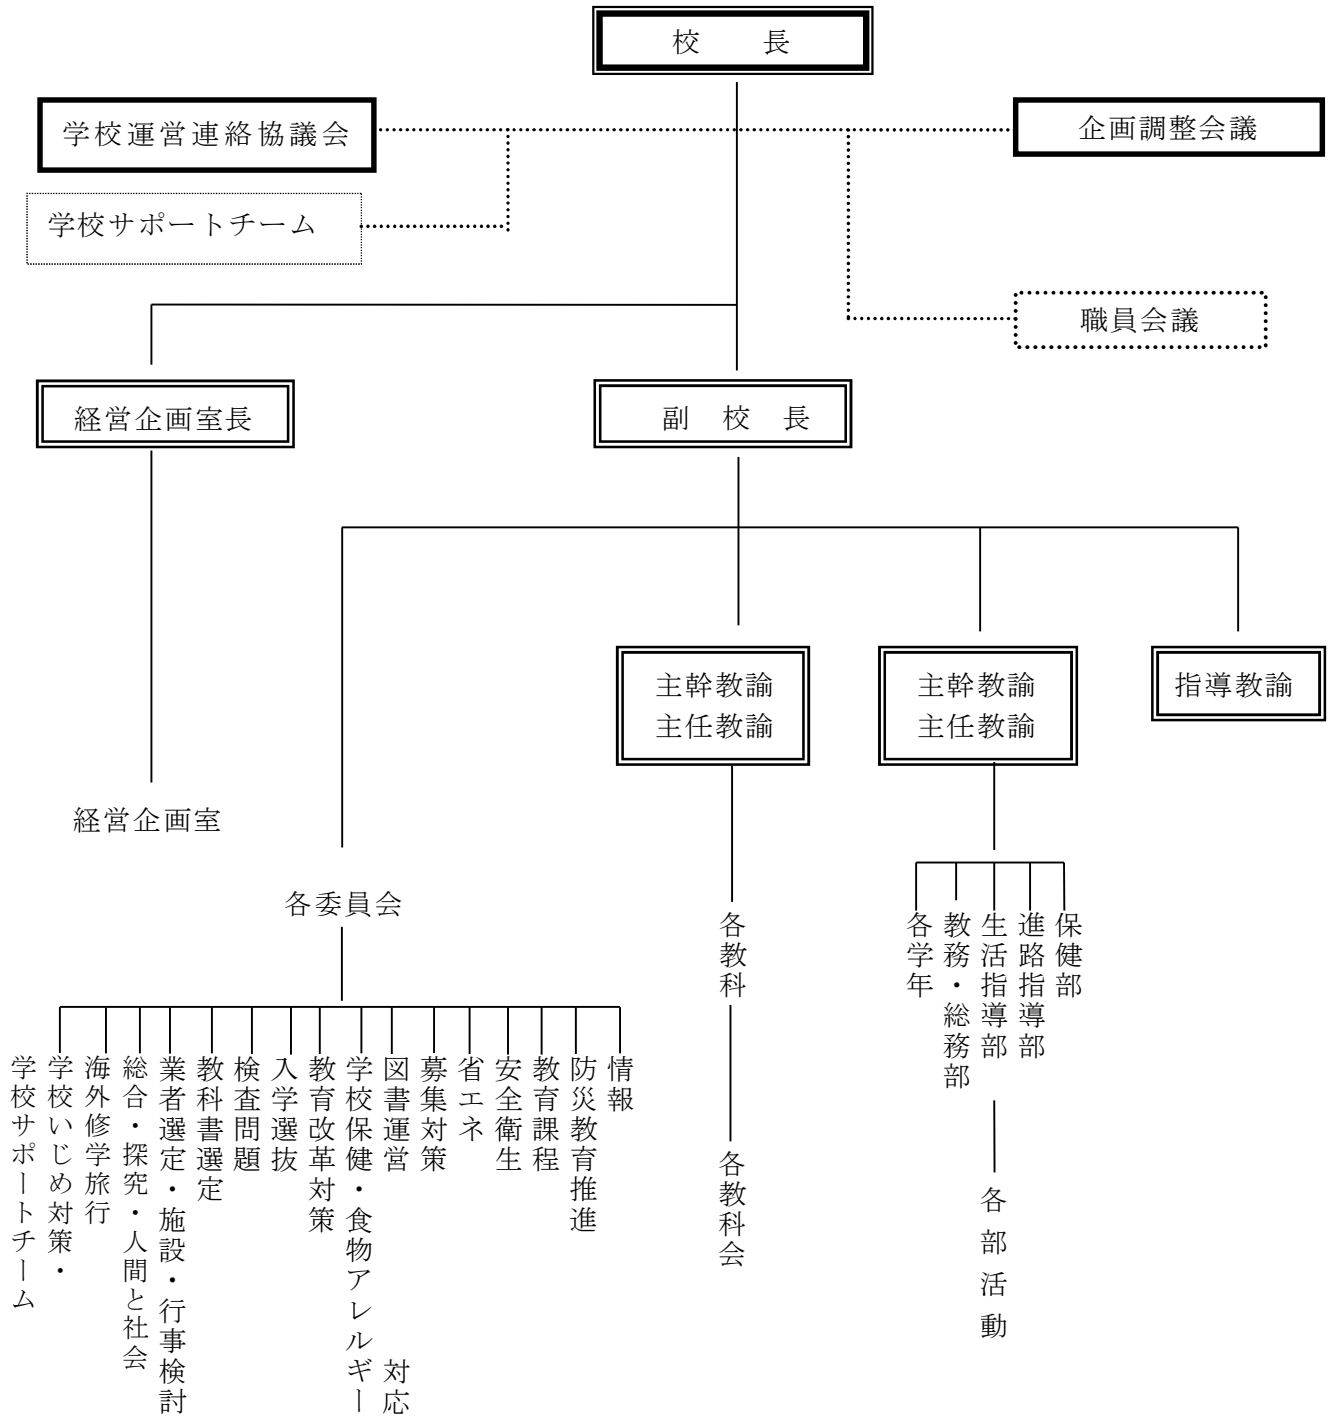 校　長
学校運営連絡協議会
企画調整会議
学校サポートチーム
職員会議
経営企画室長
副　校　長
主幹教諭
主任教諭
主幹教諭
主任教諭
指導教諭
経営企画室
各委員会
保健部
進路指導部
生活指導部
教務・総務部
各学年
各教科
各教科会
各部活動
情報
防災教育推進
教育課程
安全衛生
省エネ
募集対策
図書運営
学校保健・食物アレルギー
対応
教育改革対策
入学選抜
検査問題
教科書選定
業者選定・施設・行事検討
総合・探究・人間と社会
海外修学旅行
学校いじめ対策・
学校サポートチーム